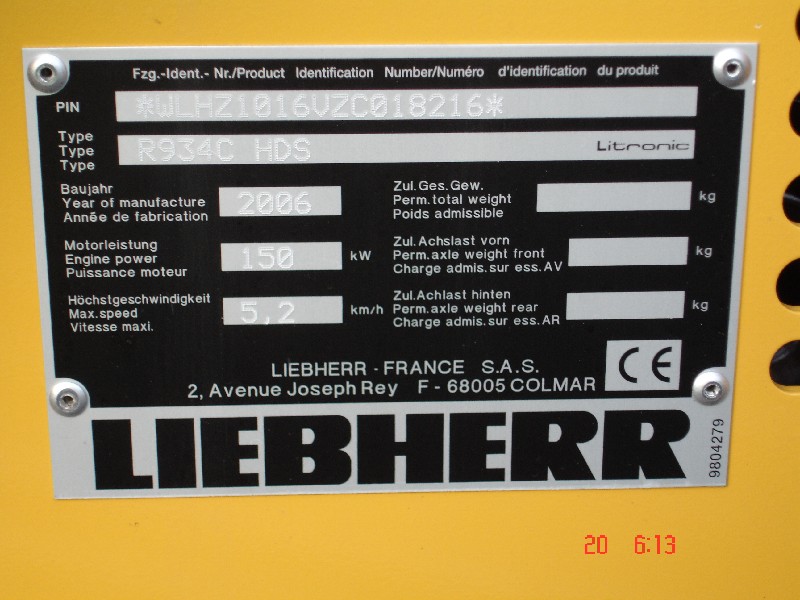 Fzg.-Ident.- Nr./Product Identification Number/Numéro d'identification du produit
PIN *WLHZ1016VZC018216*
Type
Type R934C HDS Litronic
Type
Baujahr
Year of manufacture 2006
Année de fabrication
Zul. Ges. Gew.
Perm. total weight kg
Poids admissible
Motorleistung
Engine power 150 kW
Puissance moteur
Zul. Achslast vorn
Perm. axle weight front kg
Charge admis. sur ess. AV
Höchstgeschwindigkeit
Max. speed 5,2 km/h
Vitesse maxi.
Zul. Achlast hinten
Perm. axle weight rear kg
Charge admis. sur ess. AR
LIEBHERR - FRANCE S.A.S.
2, Avenue Joseph Rey F - 68005 COLMAR
CE
LIEBHERR
9804279
20 6:13